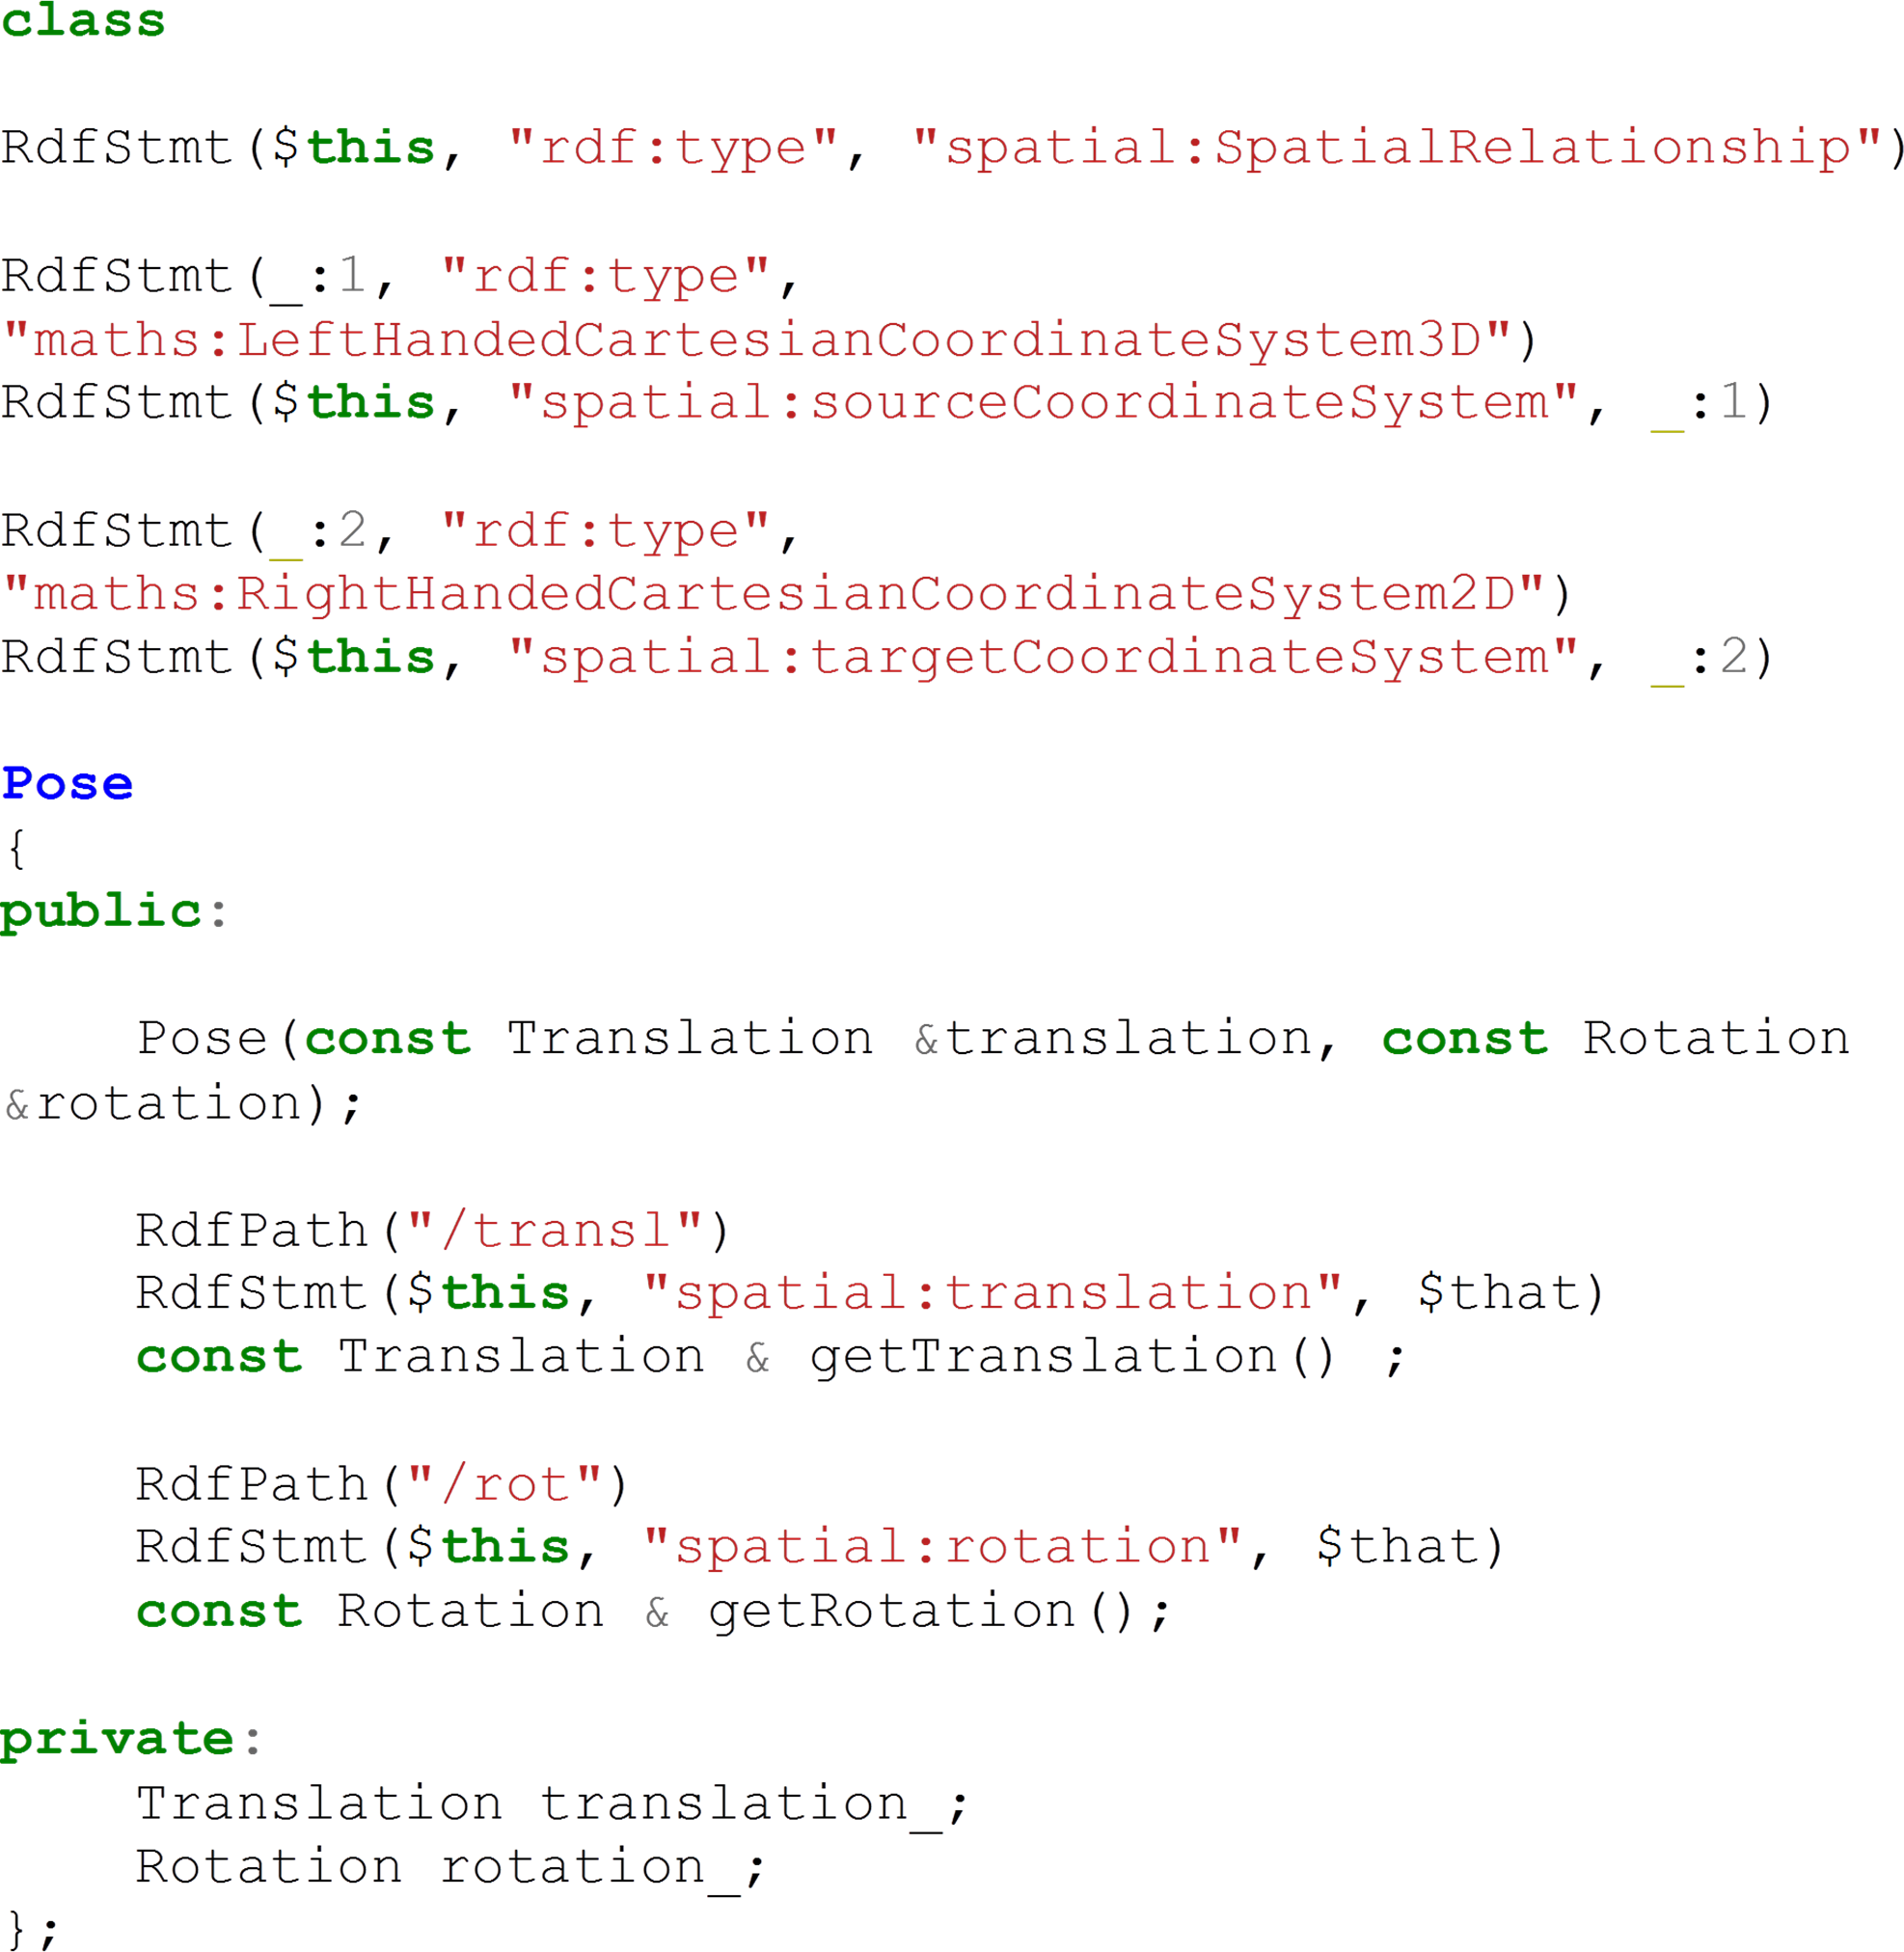 class
RdfStmt($this, "rdf:type", "spatial:SpatialRelationship")
RdfStmt(_:1, "rdf:type",
"maths:LeftHandedCartesianCoordinateSystem3D")
RdfStmt($this, "spatial:sourceCoordinateSystem", _:1)
RdfStmt(_:2, "rdf:type",
"maths:RightHandedCartesianCoordinateSystem2D")
RdfStmt($this, "spatial:targetCoordinateSystem", _:2)
Pose
{
public:
Pose(const Translation &translation, const Rotation
&rotation);
RdfPath("/transl")
RdfStmt($this, "spatial:translation", $that)
const Translation & getTranslation() ;
RdfPath("/rot")
RdfStmt($this, "spatial:rotation", $that)
const Rotation & getRotation();
private:
Translation translation_;
Rotation rotation_;
};